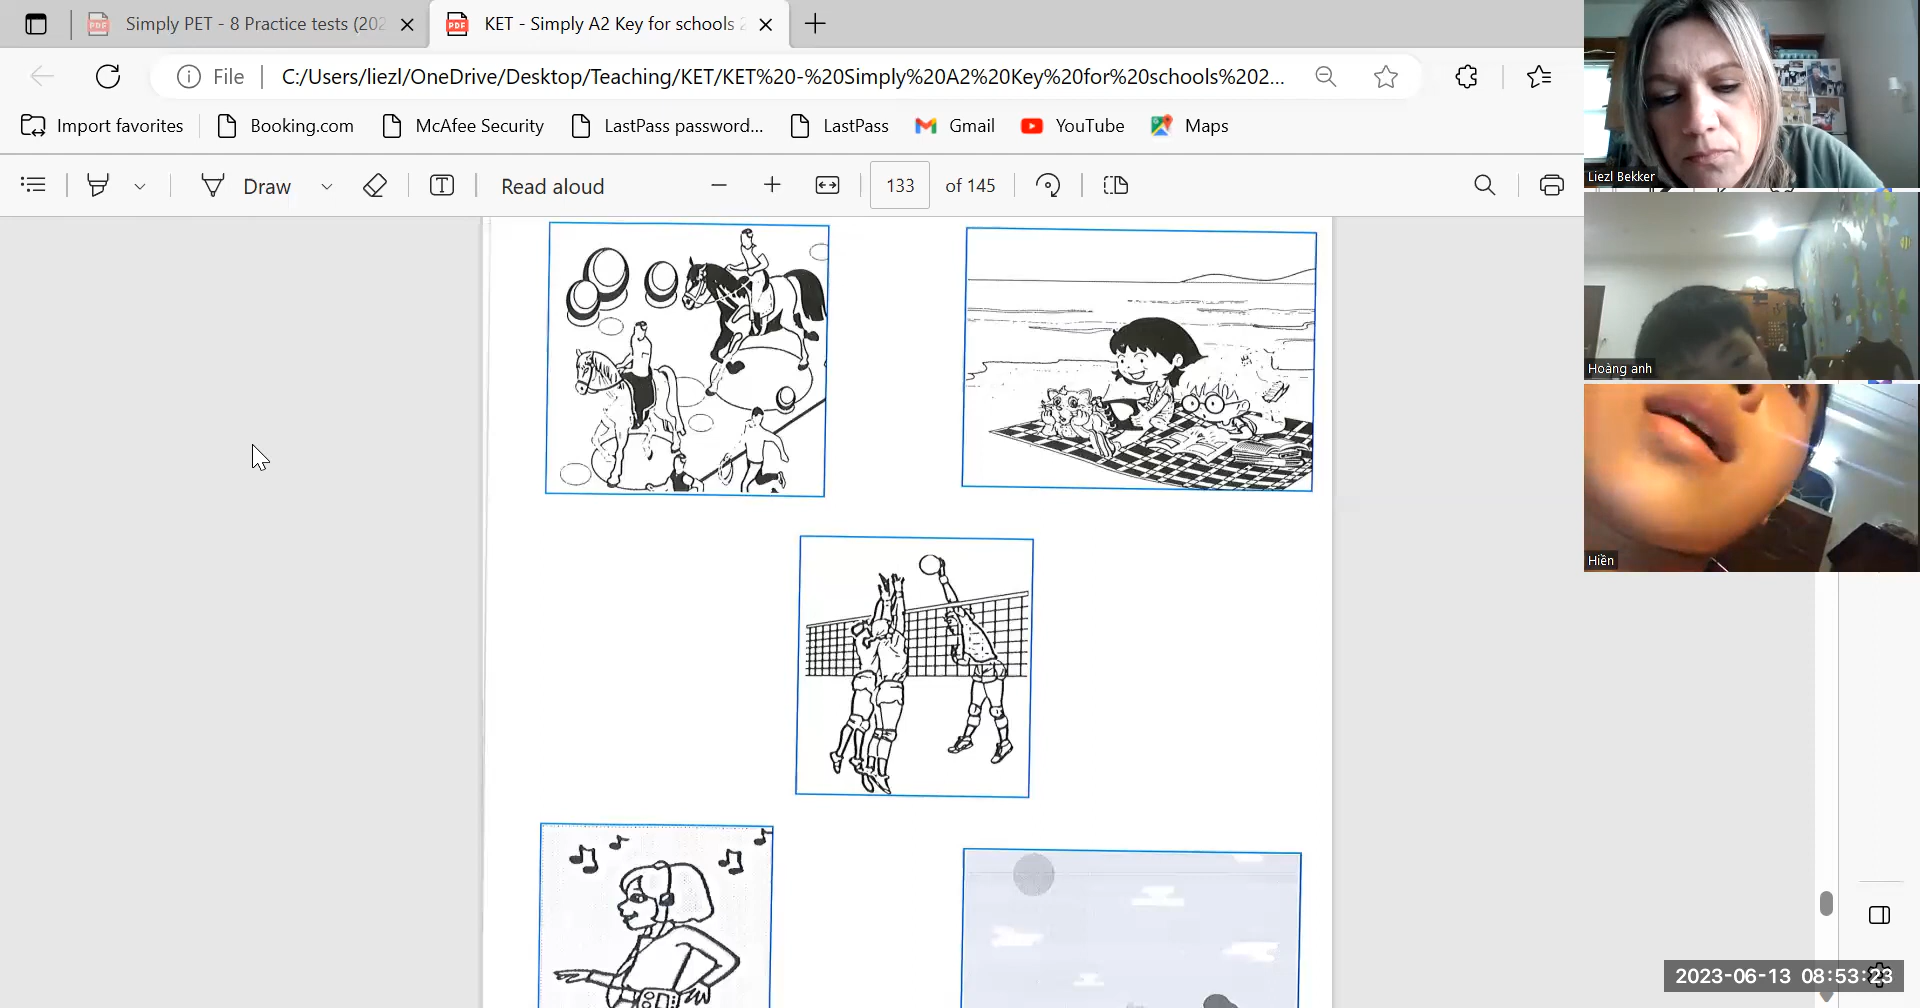 Simply PET - 8 Practice tests (202
KET - Simply A2 Key for schools 2
File
C:/Users/liezl/OneDrive/Desktop/Teaching/KET/KET%20-%20Simply%20A2%20Key%20for%20schools%202...
Import favorites
Booking.com
McAfee Security
LastPass password...
LastPass
Gmail
YouTube
Maps
Draw
Read aloud
133
of 145
Liezl Bekker
Hoàng anh
Hiền
2023-06-13 08:53:23